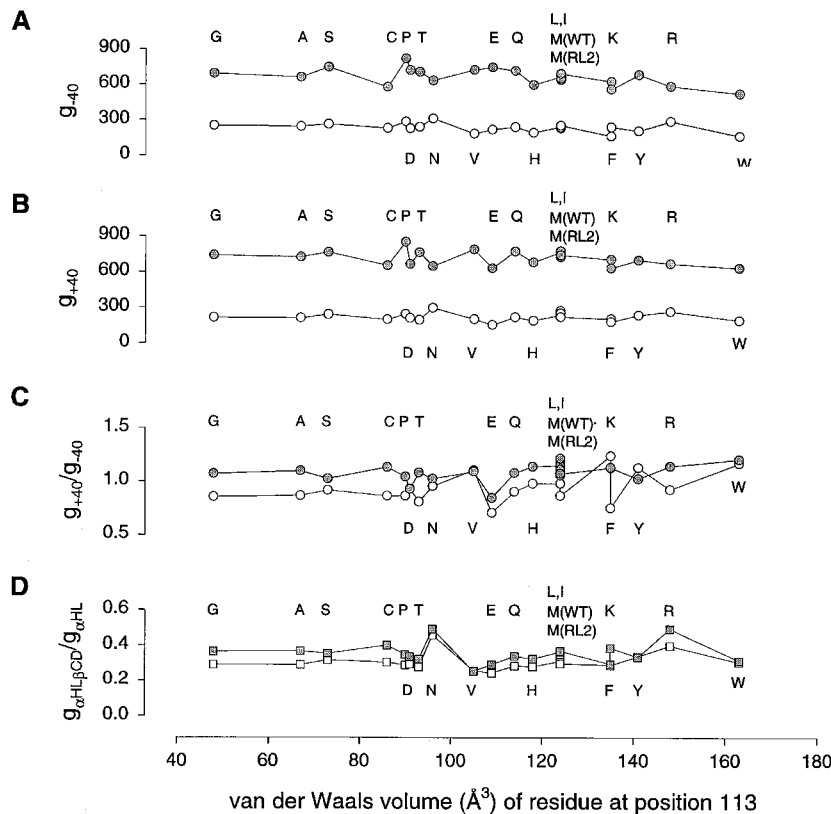 A
L,I
G A S C P T E Q M(WT) K R
M(RL2)
900
600
300
0
g-40
D N V H F Y W
B
L,I
G A S C P T E Q M(WT) K R
M(RL2)
900
600
300
0
g+40
D N V H F Y W
C
L,I
G A S C P T E Q M(WT) K R
M(RL2)
1.5
1.0
0.5
g+40/g-40
D N V H F Y W
D
L,I
G A S C P T E Q M(WT) K R
M(RL2)
0.6
0.4
0.2
0.0
gαHLβCD/gαHL
D N V H F Y W
40 60 80 100 120 140 160 180
van der Waals volume (Å3) of residue at position 113